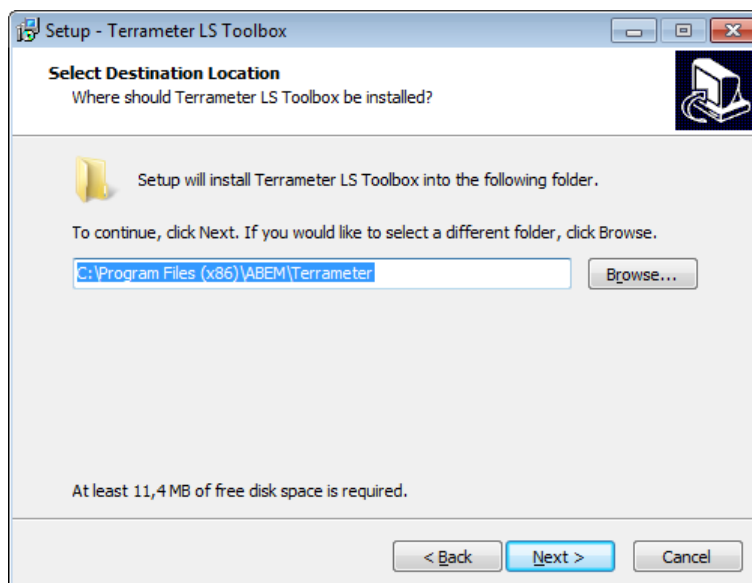 Setup - Terrameter LS Toolbox
Select Destination Location
Where should Terrameter LS Toolbox be installed?
Setup will install Terrameter LS Toolbox into the following folder.
To continue, click Next. If you would like to select a different folder, click Browse.
C:\Program Files (x86)\ABEM\Terrameter
Browse...
At least 11,4 MB of free disk space is required.
< Back
Next >
Cancel